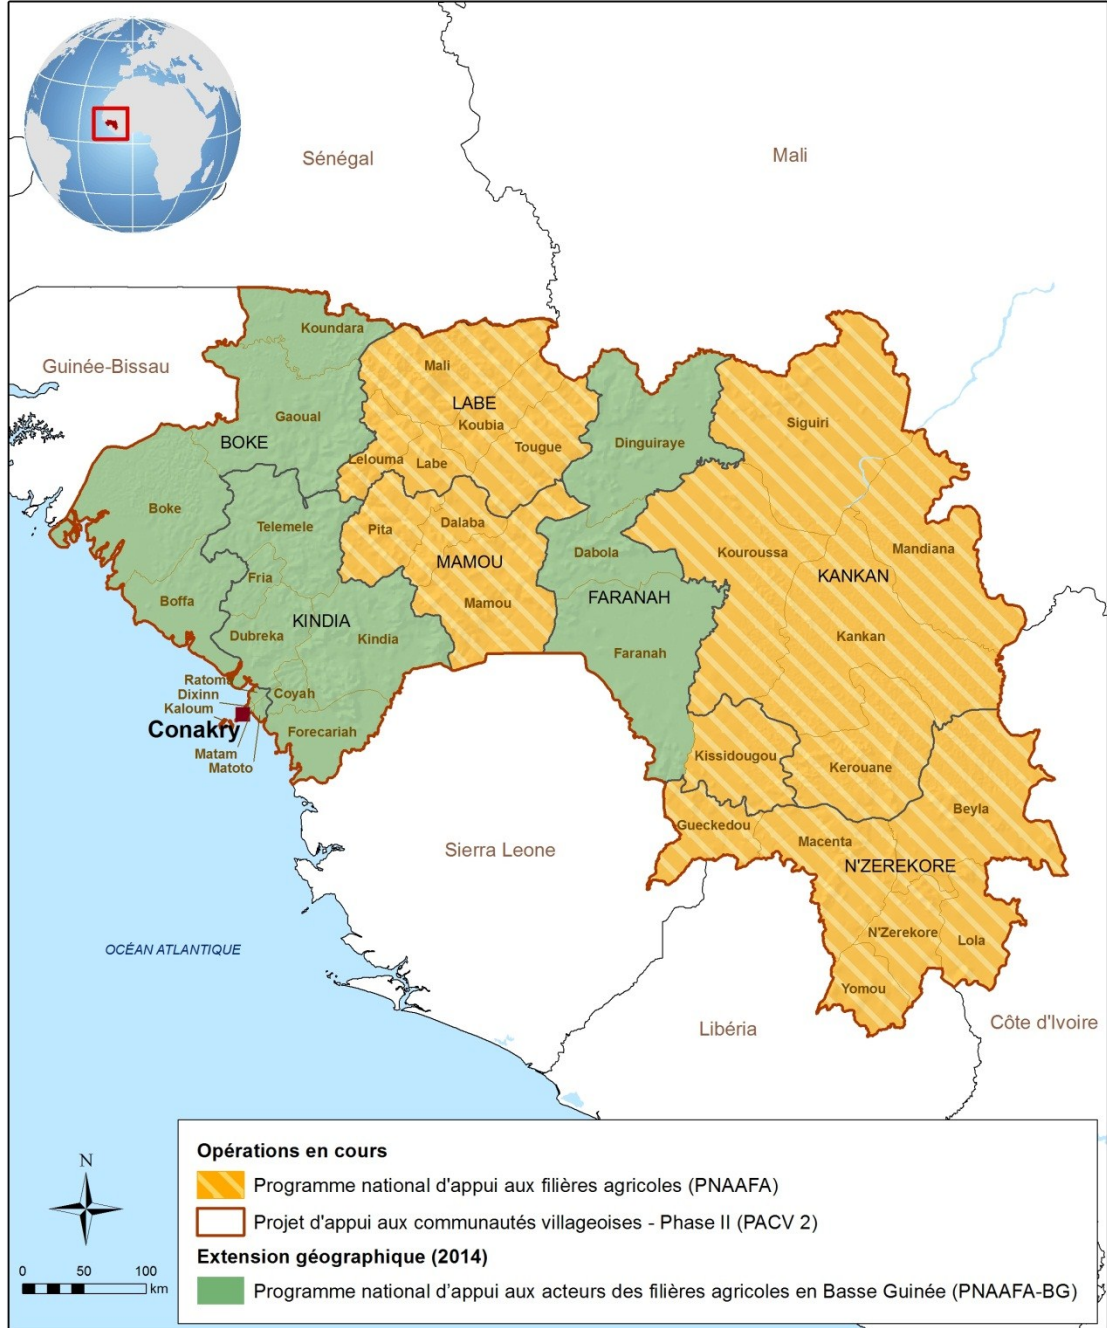 Sénégal
Mali
Guinée-Bissau
Koundara
Mali
LABE
Koubia
Siguiri
Gaoual
BOKE
Dinguiraye
Tougue
Lelouma
Labe
Boke
Telemele
Pita
Dalaba
Dabola
Kouroussa
Mandiana
MAMOU
KANKAN
Fria
Boffa
Mamou
FARANAH
KINDIA
Dubreka
Kindia
Kankan
Faranah
Ratoma
Dixinn
Coyah
Kaloum
Conakry
Forecariah
Matam
Matoto
Kissidougou
Kerouane
Beyla
Gueckedou
Macenta
Sierra Leone
N'ZEREKORE
N'Zerekore
Lola
OCÉAN ATLANTIQUE
Yomou
Libéria
Côte d'Ivoire
Opérations en cours
Programme national d'appui aux filières agricoles (PNAAFA)
Projet d'appui aux communautés villageoises - Phase II (PACV 2)
Extension géographique (2014)
Programme national d'appui aux acteurs des filières agricoles en Basse Guinée (PNAAFA-BG)
N
0 50 100
km